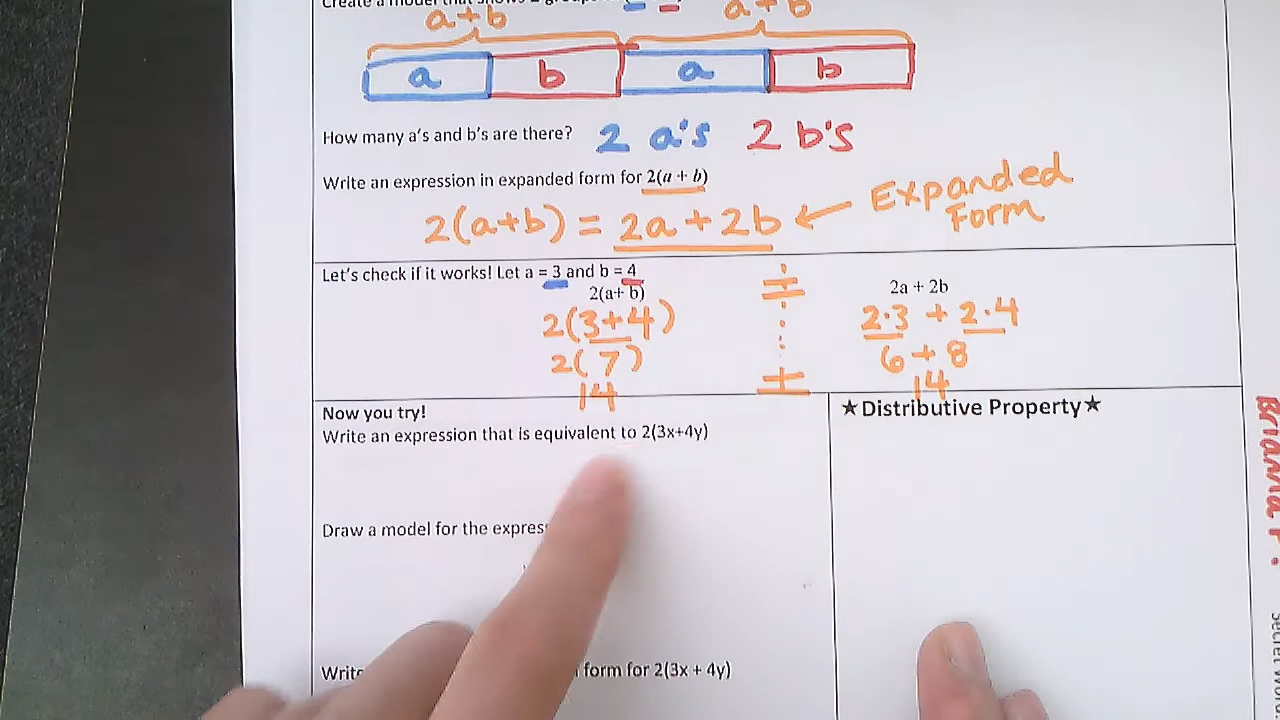 a+b a+b
a b a b
How many a's and b's are there? 2 a's 2 b's
Write an expression in expanded form for 2(a + b)
2(a+b) = 2a+2b ← Expanded Form
Let's check if it works! Let a = 3 and b = 4
2(a+ b) = 2a + 2b
2(3+4) 2·3 + 2·4
2(7) 6+8
14 = 14
Now you try!
Write an expression that is equivalent to 2(3x+4y)
★Distributive Property★
Draw a model for the
form for 2(3x + 4y)